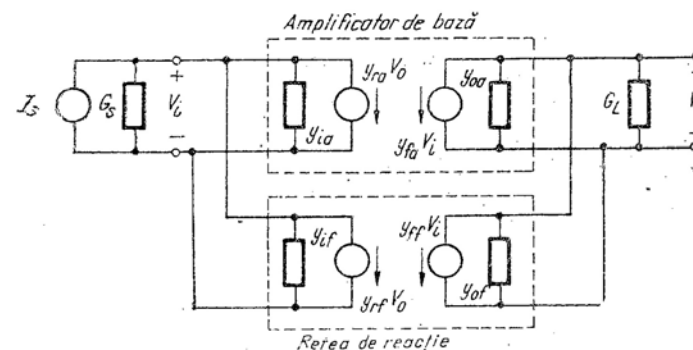 Amplificator de bază
I_s
G_s
+
V_i
−
y_ia
y_ra V_o
y_fa V_i
y_oa
G_L
y_if
y_rf V_o
y_ff V_i
y_of
Rețea de reacție